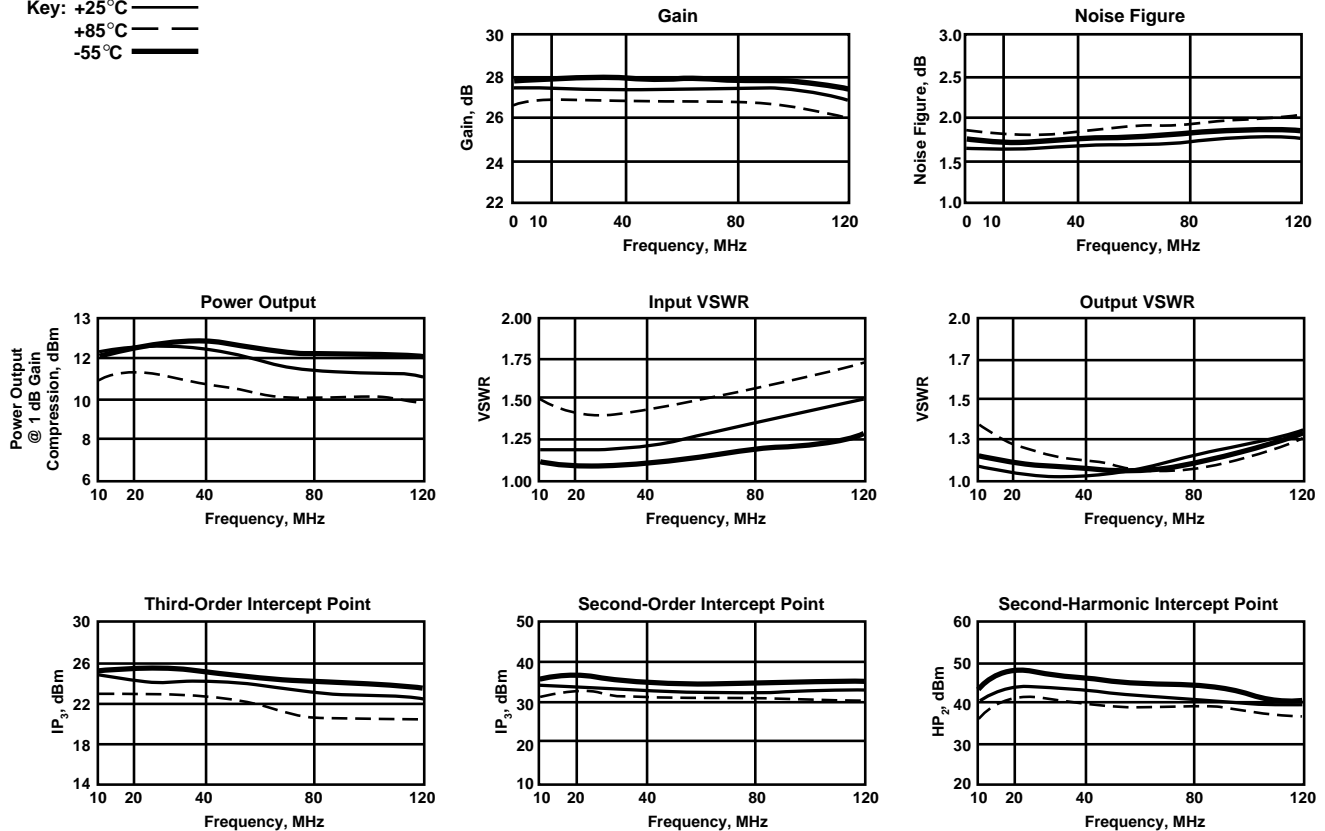 Key: +25°C
+85°C
-55°C
Gain
30
28
26
24
22
Gain, dB
0 10 40 80 120
Frequency, MHz
Noise Figure
3.0
2.5
2.0
1.5
1.0
Noise Figure, dB
0 10 40 80 120
Frequency, MHz
Power Output
13
12
10
8
6
Power Output
@ 1 dB Gain
Compression, dBm
10 20 40 80 120
Frequency, MHz
Input VSWR
2.00
1.75
1.50
1.25
1.00
VSWR
10 20 40 80 120
Frequency, MHz
Output VSWR
2.0
1.7
1.5
1.3
1.0
VSWR
10 20 40 80 120
Frequency, MHz
Third-Order Intercept Point
30
26
22
18
14
IP3, dBm
10 20 40 80 120
Frequency, MHz
Second-Order Intercept Point
50
40
30
20
10
IP3, dBm
10 20 40 80 120
Frequency, MHz
Second-Harmonic Intercept Point
60
50
40
30
20
HP2, dBm
10 20 40 80 120
Frequency, MHz